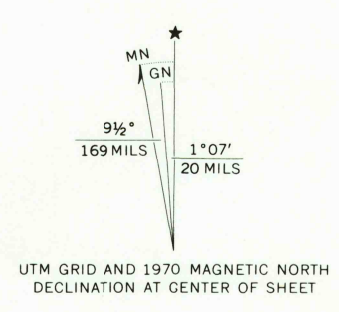 ★
MN
GN
9½°
169 MILS
1°07′
20 MILS
UTM GRID AND 1970 MAGNETIC NORTH
DECLINATION AT CENTER OF SHEET